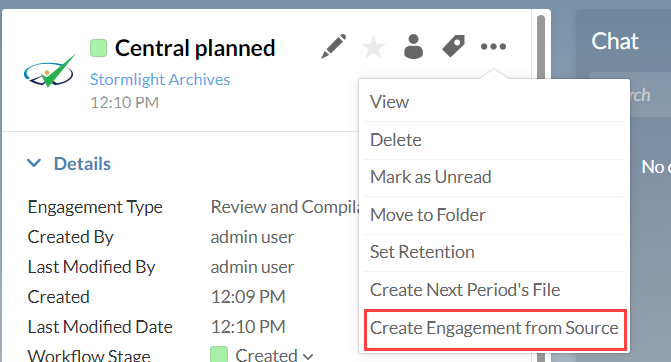 Central planned
Stormlight Archives
12:10 PM
Chat
View
Delete
Mark as Unread
Move to Folder
Set Retention
Create Next Period's File
Create Engagement from Source
Details
Engagement Type Review and Compila
Created By admin user
Last Modified By admin user
Created 12:09 PM
Last Modified Date 12:10 PM
Workflow Stage Created
rch
No